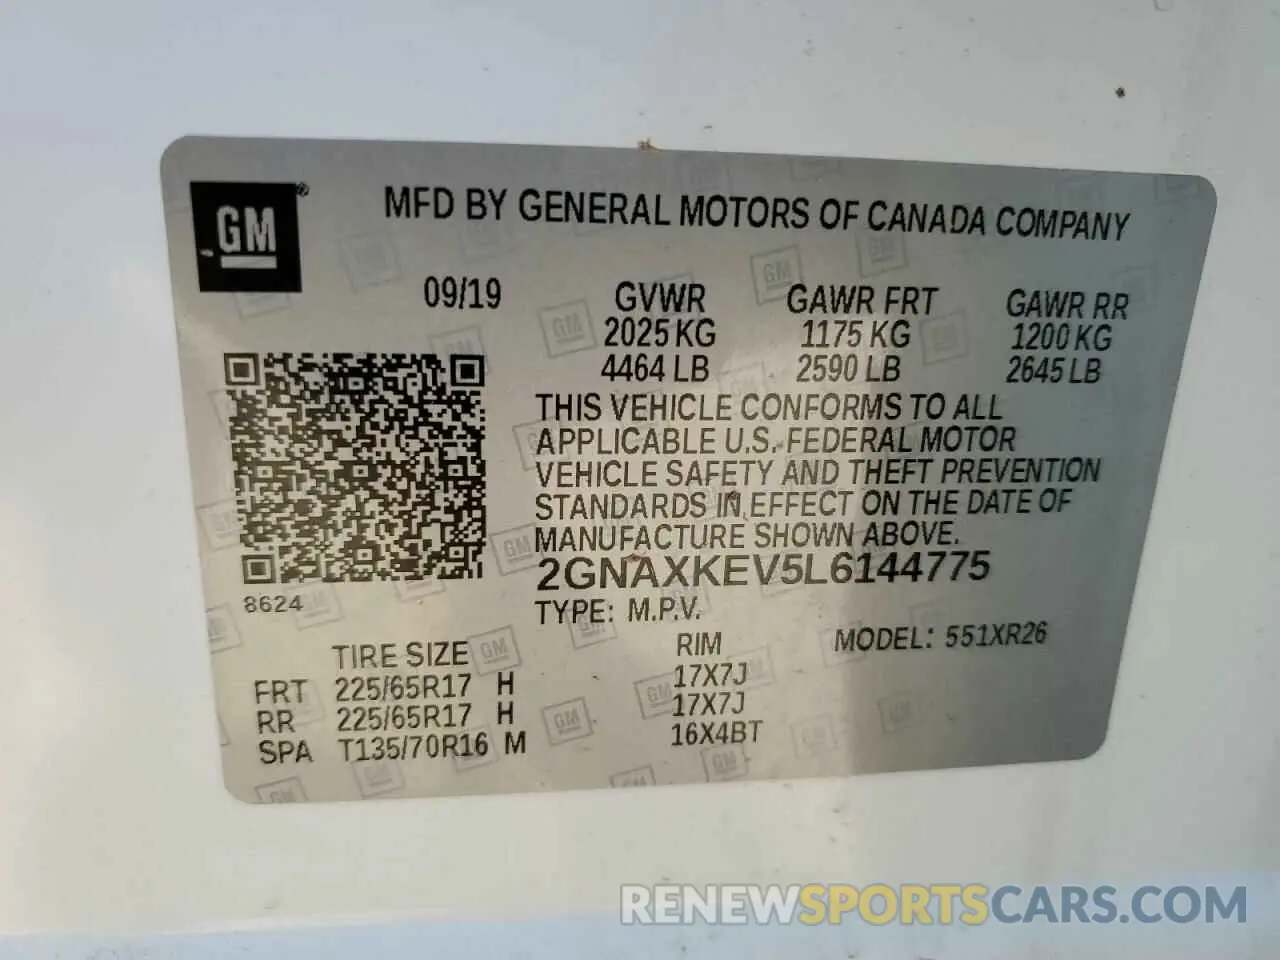 GM ® MFD BY GENERAL MOTORS OF CANADA COMPANY
09/19 GVWR GAWR FRT GAWR RR
2025 KG 1175 KG 1200 KG
4464 LB 2590 LB 2645 LB
THIS VEHICLE CONFORMS TO ALL
APPLICABLE U.S. FEDERAL MOTOR
VEHICLE SAFETY AND THEFT PREVENTION
STANDARDS IN EFFECT ON THE DATE OF
MANUFACTURE SHOWN ABOVE.
2GNAXKEV5L6144775
8624
TYPE: M.P.V.
MODEL: 551XR26
TIRE SIZE RIM
FRT 225/65R17 H 17X7J
RR 225/65R17 H 17X7J
SPA T135/70R16 M 16X4BT
RENEWSPORTSCARS.COM